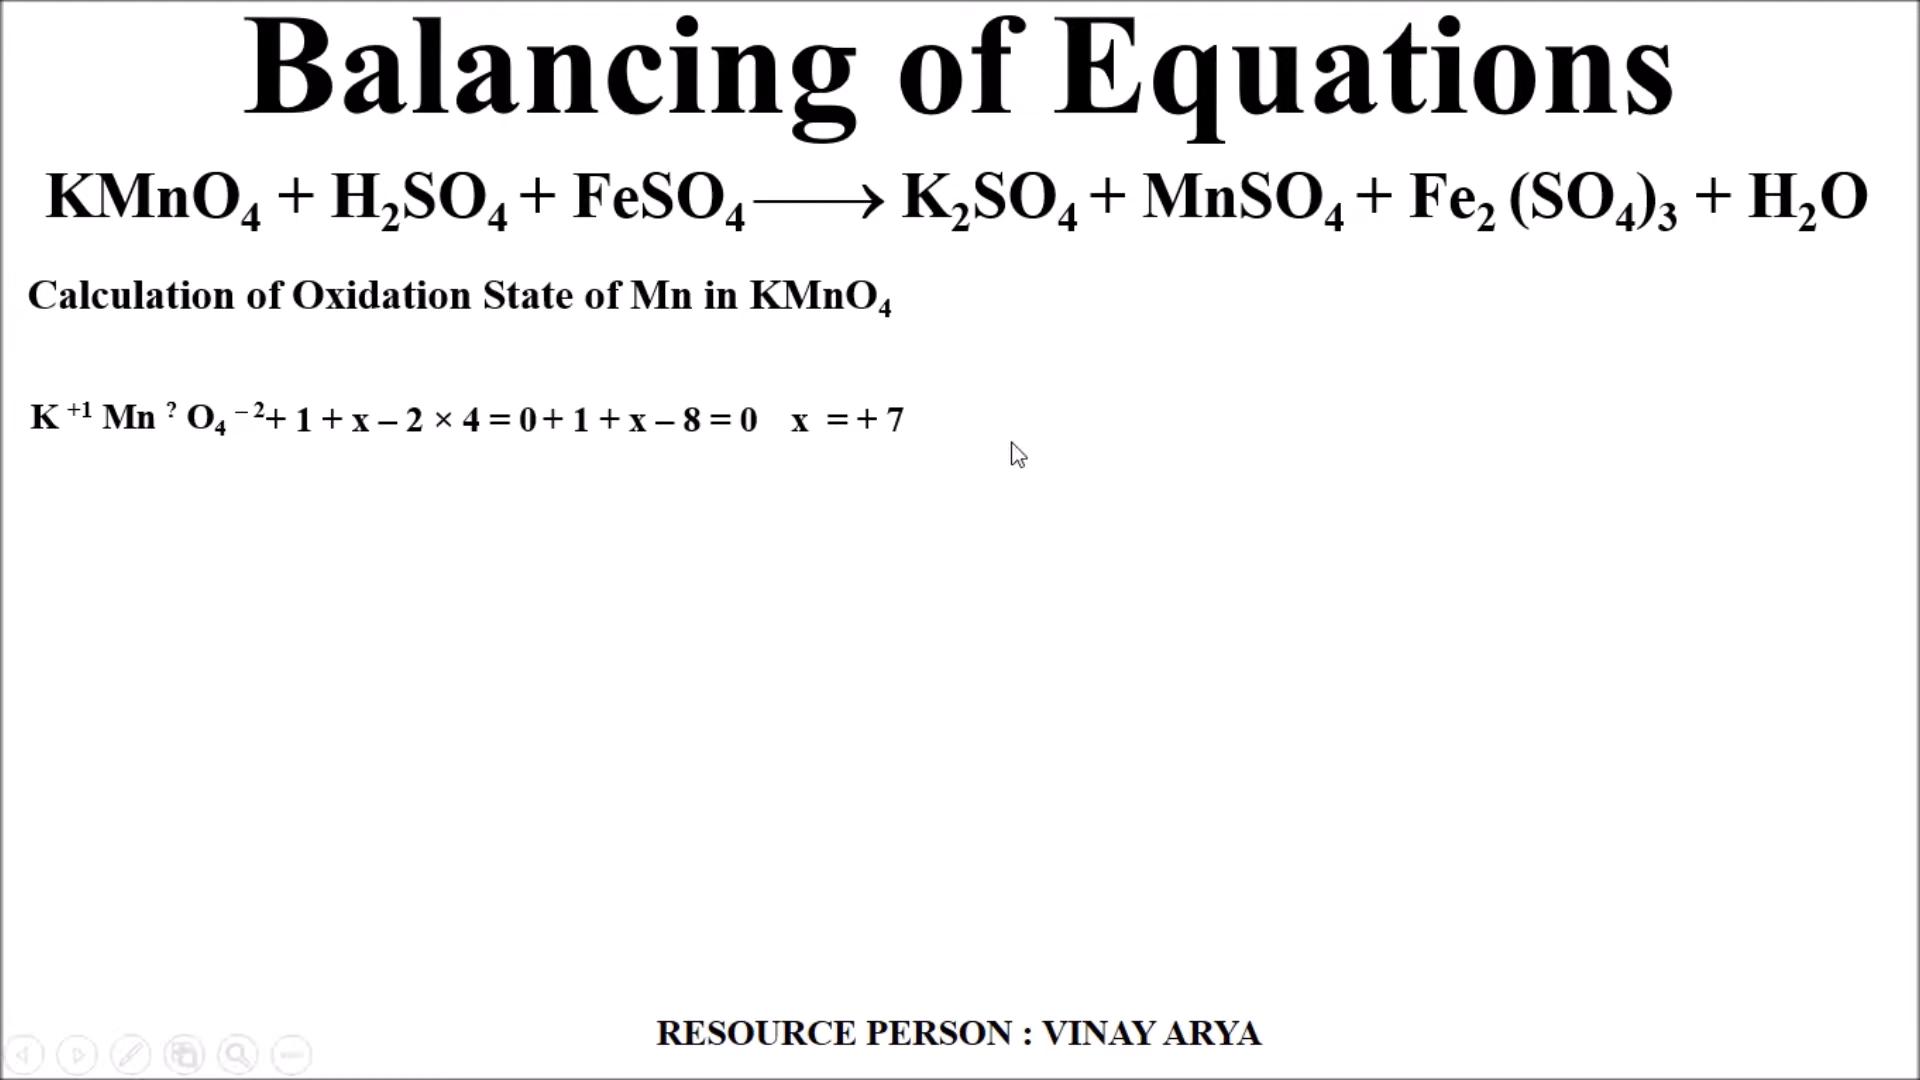 Balancing of Equations
KMnO₄ + H₂SO₄ + FeSO₄ ⟶ K₂SO₄ + MnSO₄ + Fe₂ (SO₄)₃ + H₂O
Calculation of Oxidation State of Mn in KMnO₄
K ⁺¹ Mn ? O₄ ⁻ ² + 1 + x – 2 × 4 = 0 + 1 + x – 8 = 0 x = + 7
RESOURCE PERSON : VINAY ARYA